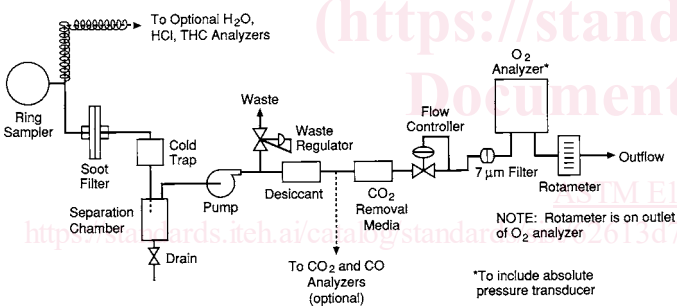 To Optional H₂O,
HCl, THC Analyzers
(https://stand
Document
O₂
Analyzer*
Ring
Sampler
Soot
Filter
Cold
Trap
Waste
Waste
Regulator
Flow
Controller
7 µm Filter
Outflow
Rotameter
Desiccant
CO₂
Removal
Media
Pump
Separation
Chamber
Drain
ASTM E1
NOTE: Rotameter is on outlet
of O₂ analyzer
https://standards.iteh.ai/catalog/standard
2613d7
To CO₂ and CO
Analyzers
(optional)
*To include absolute
pressure transducer